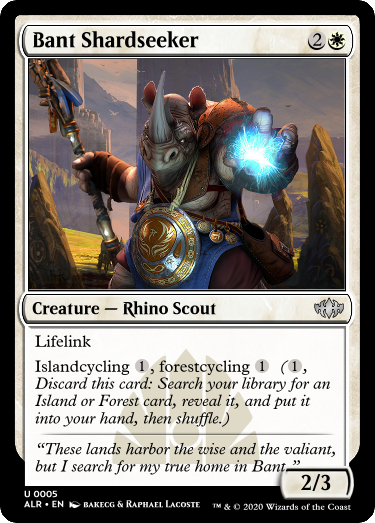 Bant Shardseeker 2
Creature — Rhino Scout
Lifelink
Islandcycling 1, forestcycling 1 (1,
Discard this card: Search your library for an
Island or Forest card, reveal it, and put it
into your hand, then shuffle.)
“These lands harbor the wise and the valiant,
but I search for my true home in Bant.”
2/3
U 0005
ALR • EN BAKECG & RAPHAEL LACOSTE
™ & © 2020 Wizards of the Coast